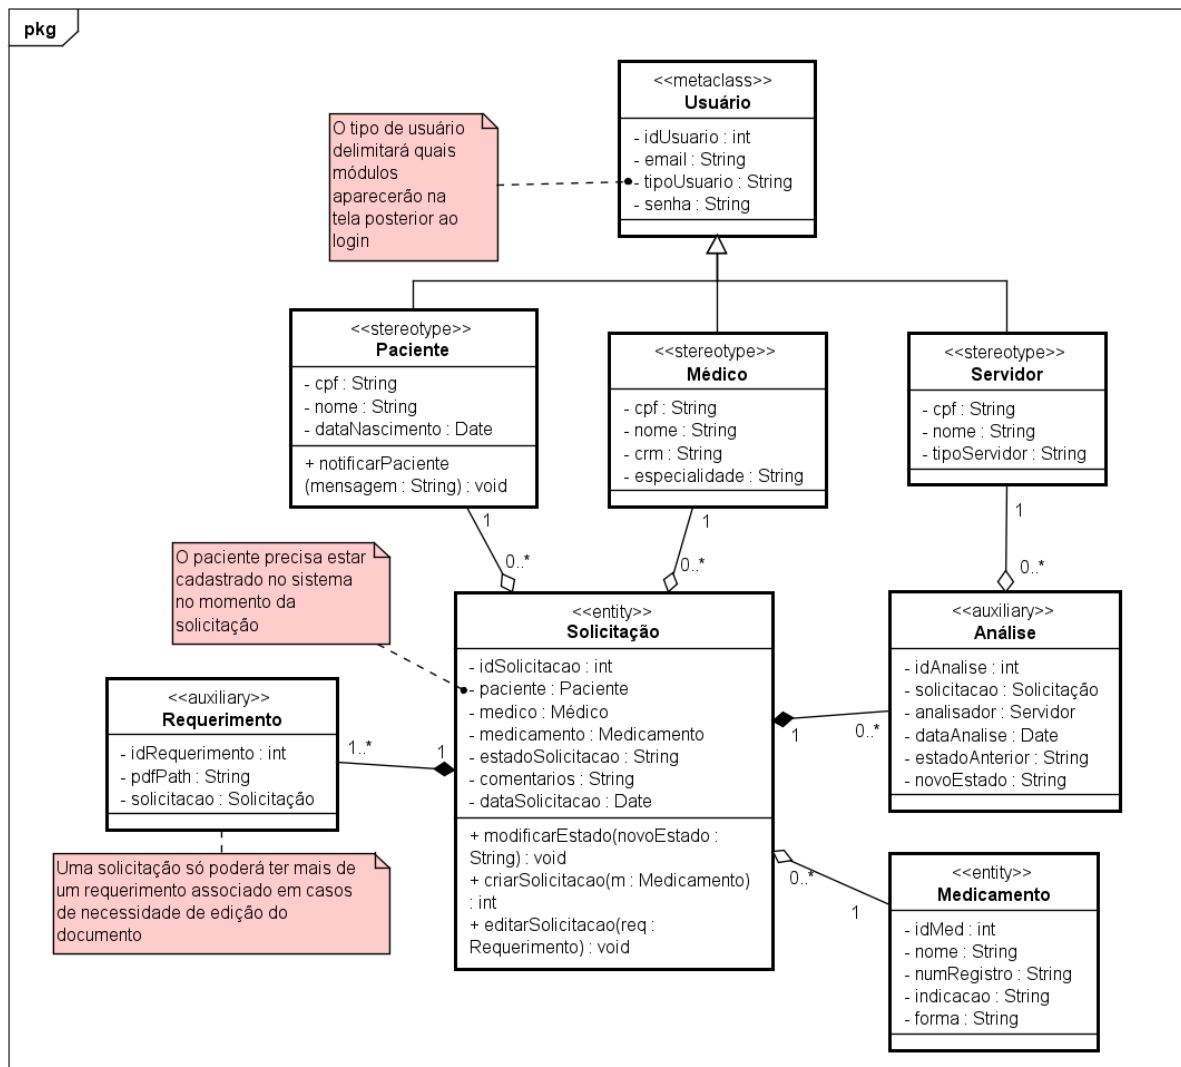 pkg
<<metaclass>>
Usuário
- idUsuario : int
- email : String
- tipoUsuario : String
- senha : String
O tipo de usuário
delimitará quais
módulos
aparecerão na
tela posterior ao
login
<<stereotype>>
Paciente
- cpf : String
- nome : String
- dataNascimento : Date
+ notificarPaciente
(mensagem : String) : void
<<stereotype>>
Médico
- cpf : String
- nome : String
- crm : String
- especialidade : String
<<stereotype>>
Servidor
- cpf : String
- nome : String
- tipoServidor : String
1
0..*
1
0..*
1
0..*
O paciente precisa estar
cadastrado no sistema
no momento da
solicitação
<<entity>>
Solicitação
- idSolicitacao : int
- paciente : Paciente
- medico : Médico
- medicamento : Medicamento
- estadoSolicitacao : String
- comentarios : String
- dataSolicitacao : Date
+ modificarEstado(novoEstado :
String) : void
+ criarSolicitacao(m : Medicamento)
: int
+ editarSolicitacao(req :
Requerimento) : void
<<auxiliary>>
Análise
- idAnalise : int
- solicitacao : Solicitação
- analisador : Servidor
- dataAnalise : Date
- estadoAnterior : String
- novoEstado : String
<<auxiliary>>
Requerimento
- idRequerimento : int
- pdfPath : String
- solicitacao : Solicitação
1..*
1
1
0..*
Uma solicitação só poderá ter mais de
um requerimento associado em casos
de necessidade de edição do
documento
0..*
1
<<entity>>
Medicamento
- idMed : int
- nome : String
- numRegistro : String
- indicacao : String
- forma : String